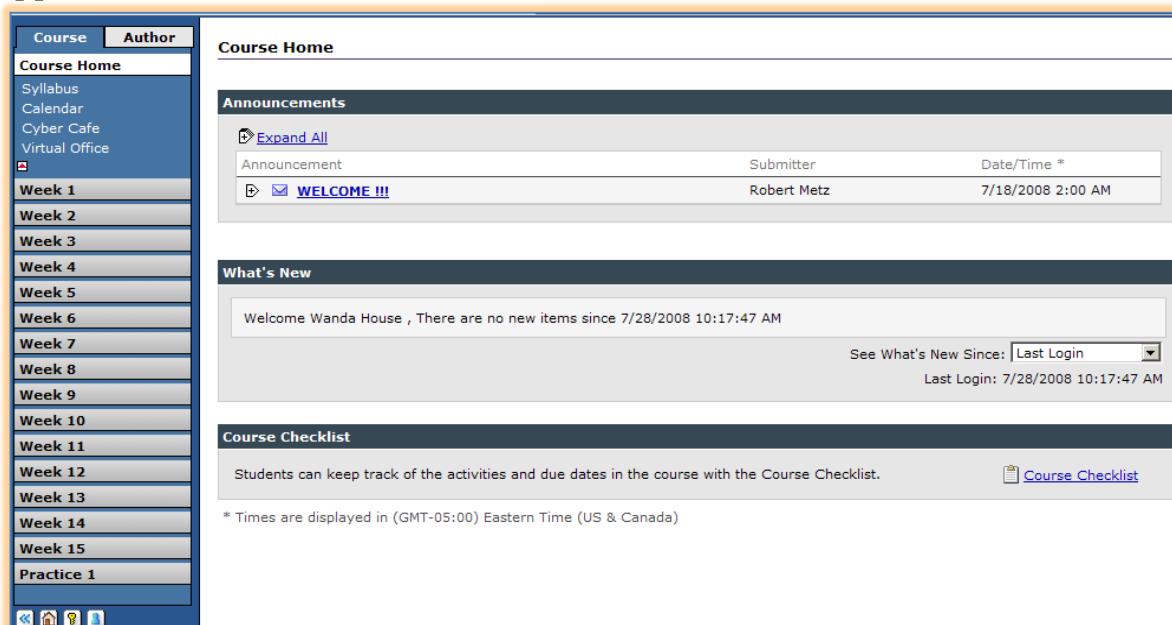 Course Author
Course Home
Syllabus
Calendar
Cyber Cafe
Virtual Office
Week 1
Week 2
Week 3
Week 4
Week 5
Week 6
Week 7
Week 8
Week 9
Week 10
Week 11
Week 12
Week 13
Week 14
Week 15
Practice 1
Course Home
Announcements
Expand All
Announcement Submitter Date/Time *
WELCOME !!! Robert Metz 7/18/2008 2:00 AM
What's New
Welcome Wanda House , There are no new items since 7/28/2008 10:17:47 AM
See What's New Since: Last Login
Last Login: 7/28/2008 10:17:47 AM
Course Checklist
Students can keep track of the activities and due dates in the course with the Course Checklist. Course Checklist
* Times are displayed in (GMT-05:00) Eastern Time (US & Canada)